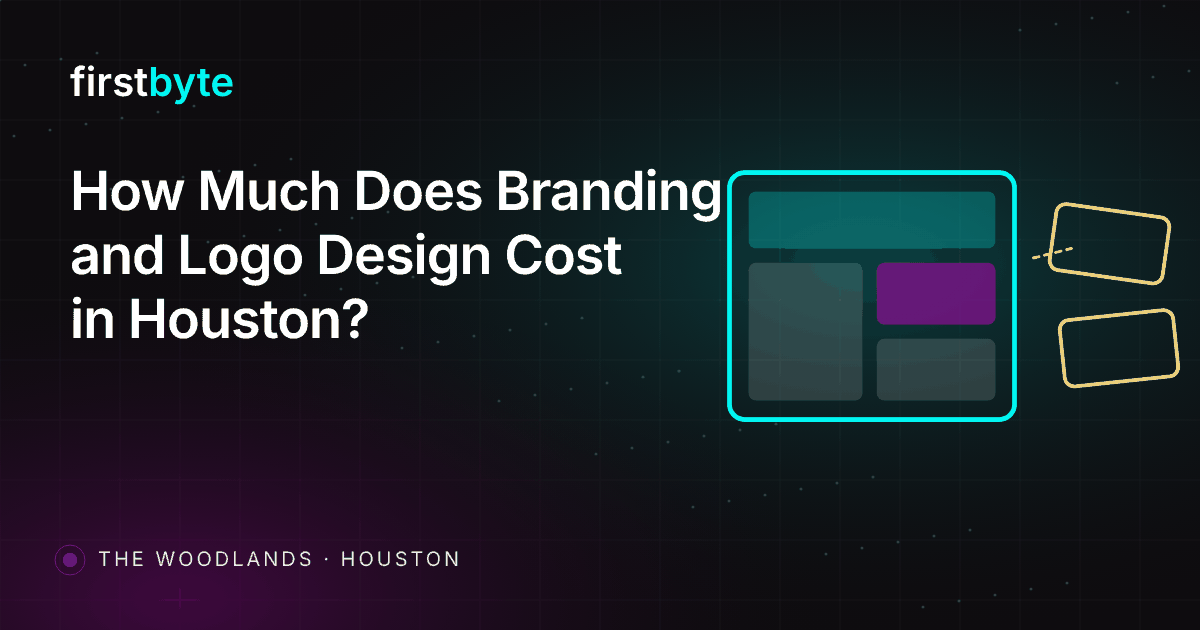 firstbyte
How Much Does Branding
and Logo Design Cost
in Houston?
THE WOODLANDS · HOUSTON